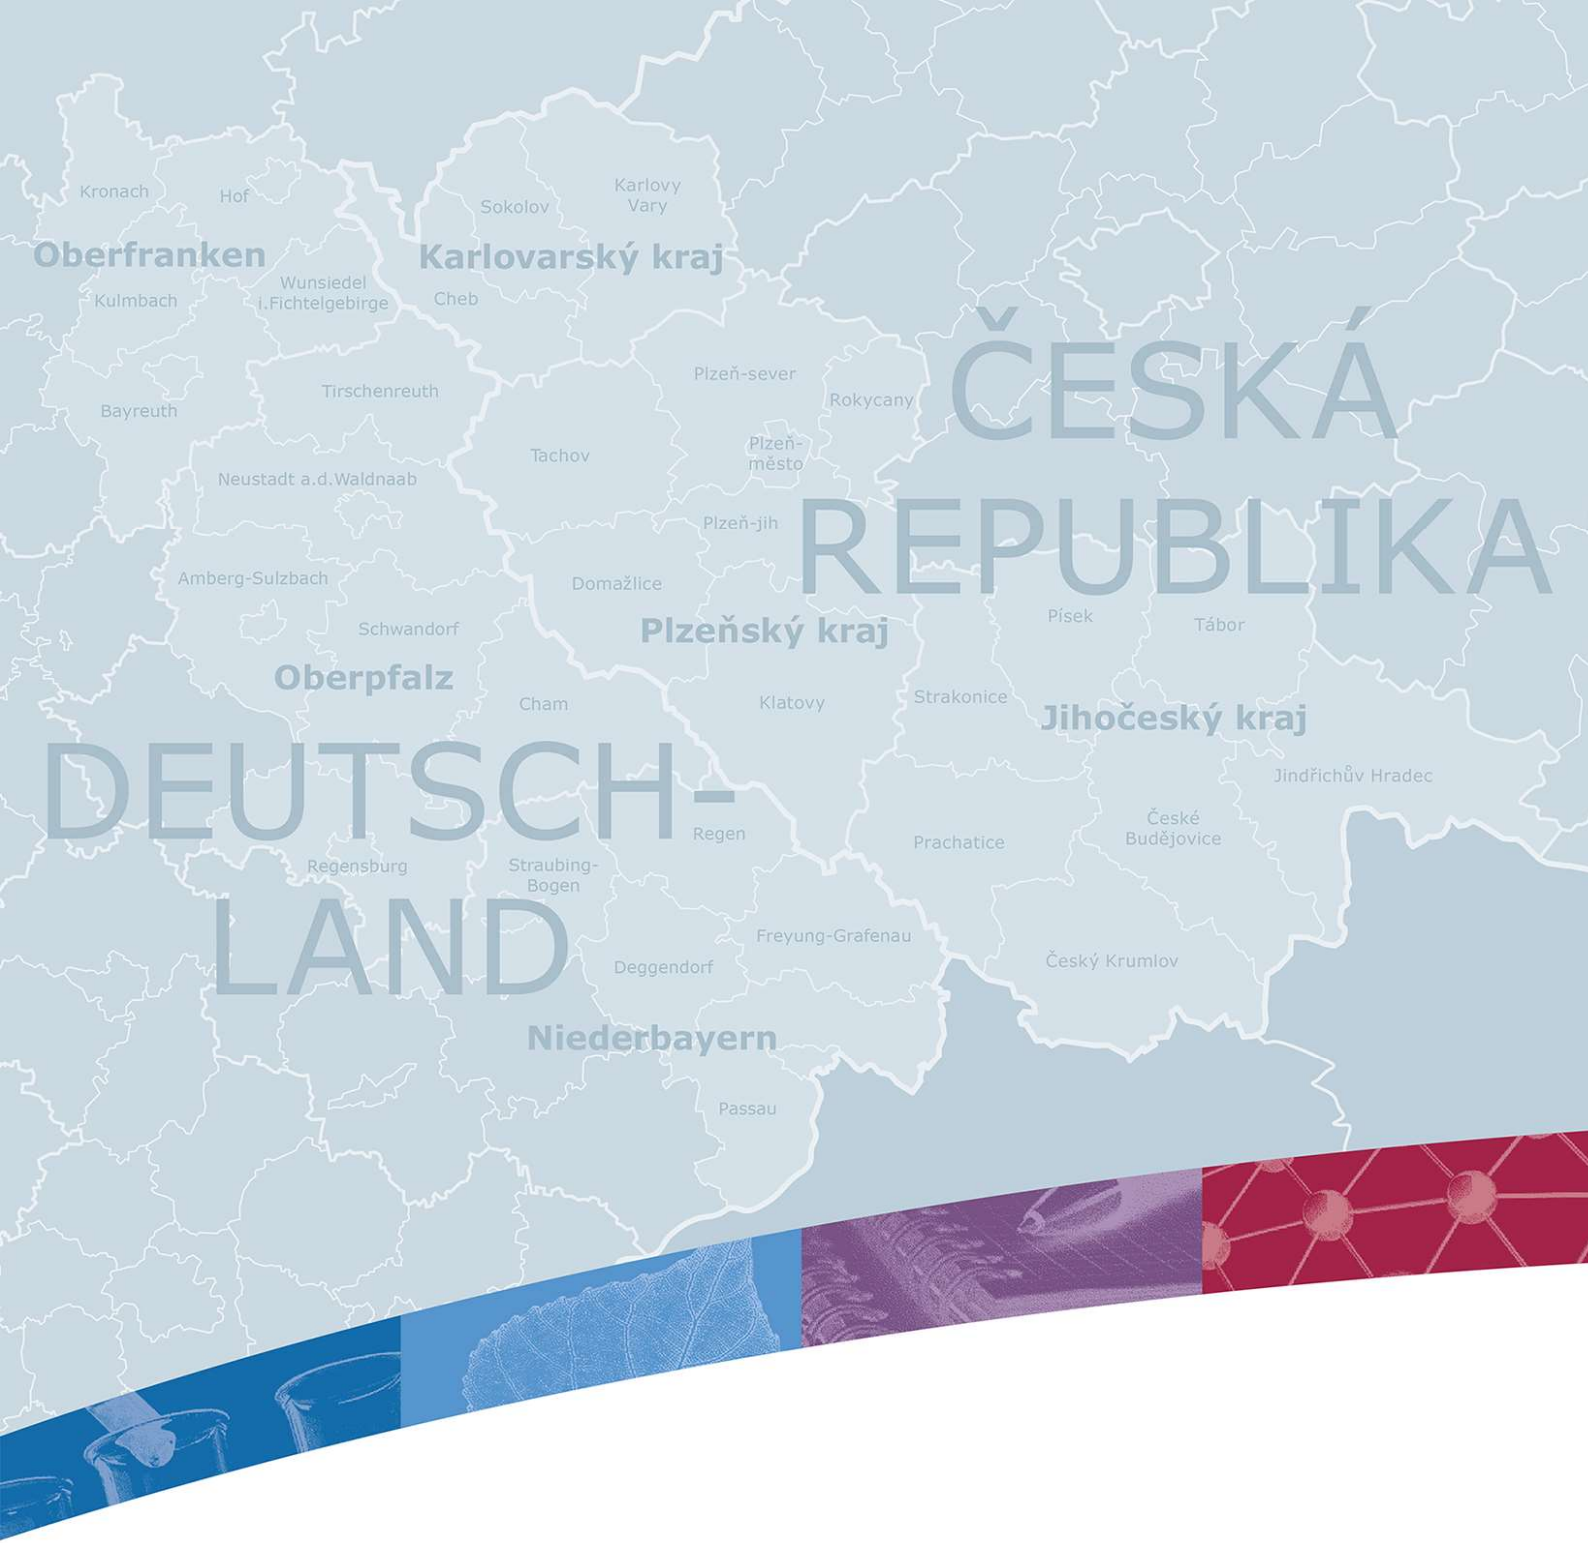 Kronach
Hof
Sokolov
Karlovy
Vary
Oberfranken
Karlovarský kraj
Kulmbach
Wunsiedel
i.Fichtelgebirge
Cheb
ČESKÁ
REPUBLIKA
Bayreuth
Tirschenreuth
Plzeň-sever
Rokycany
Tachov
Plzeň-
město
Neustadt a.d.Waldnaab
Plzeň-jih
Amberg-Sulzbach
Domažlice
Schwandorf
Plzeňský kraj
Písek
Tábor
Oberpfalz
Cham
Klatovy
Strakonice
Jihočeský kraj
DEUTSCH-
LAND
Jindřichův Hradec
Regen
České
Budějovice
Prachatice
Regensburg
Straubing-
Bogen
Freyung-Grafenau
Deggendorf
Český Krumlov
Niederbayern
Passau